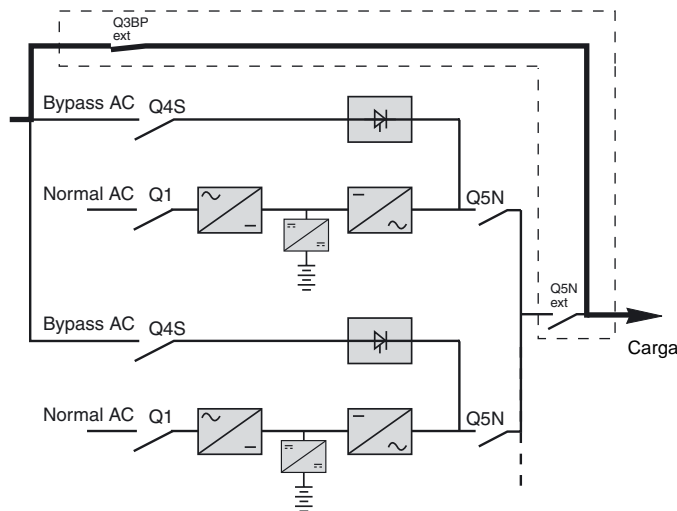 Q3BP
ext
Bypass AC Q4S
Normal AC Q1
Q5N
Q5N
ext
Carga
Bypass AC Q4S
Normal AC Q1
Q5N